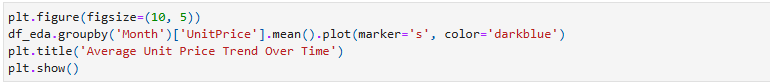 plt.figure(figsize=(10, 5))
df_eda.groupby('Month')['UnitPrice'].mean().plot(marker='s', color='darkblue')
plt.title('Average Unit Price Trend Over Time')
plt.show()